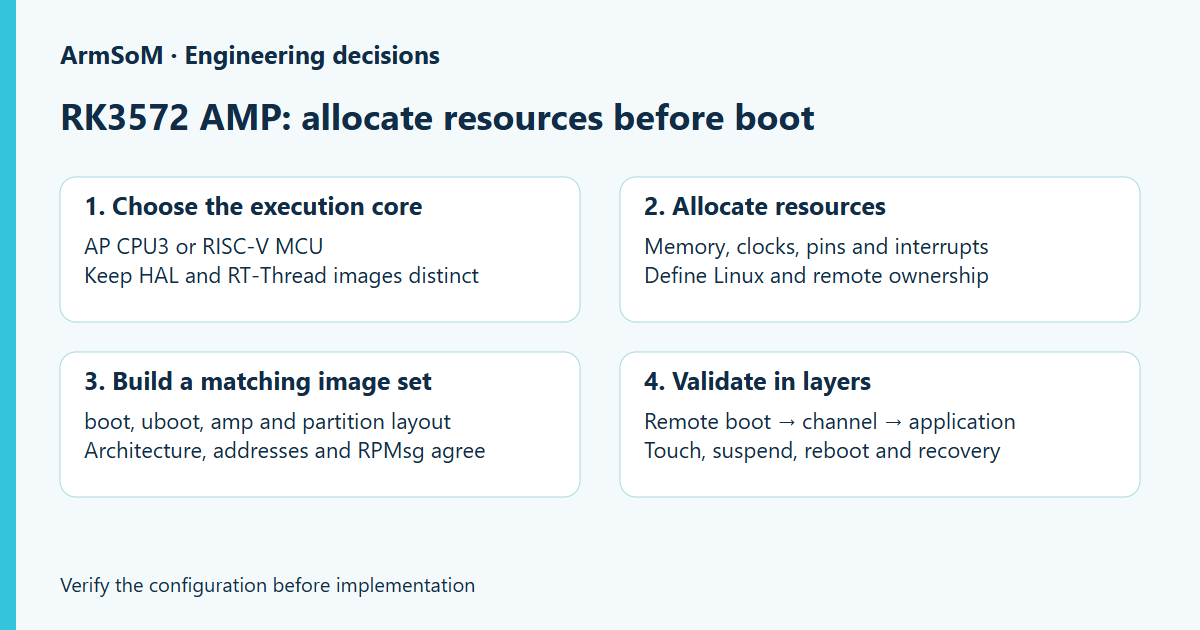 ArmSoM · Engineering decisions
RK3572 AMP: allocate resources before boot
1. Choose the execution core
AP CPU3 or RISC-V MCU
Keep HAL and RT-Thread images distinct
2. Allocate resources
Memory, clocks, pins and interrupts
Define Linux and remote ownership
3. Build a matching image set
boot, uboot, amp and partition layout
Architecture, addresses and RPMsg agree
4. Validate in layers
Remote boot → channel → application
Touch, suspend, reboot and recovery
Verify the configuration before implementation